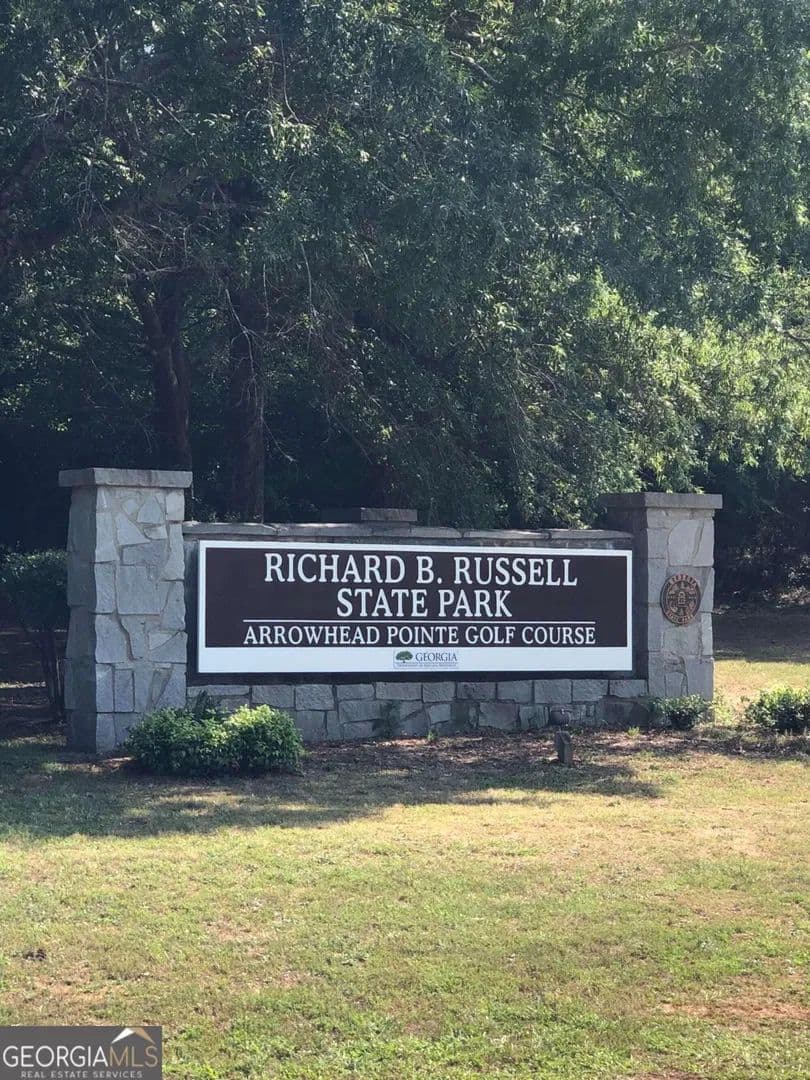 RICHARD B. RUSSELL
STATE PARK
ARROWHEAD POINTE GOLF COURSE
GEORGIA
GEORGIAMLS
REAL ESTATE SERVICES